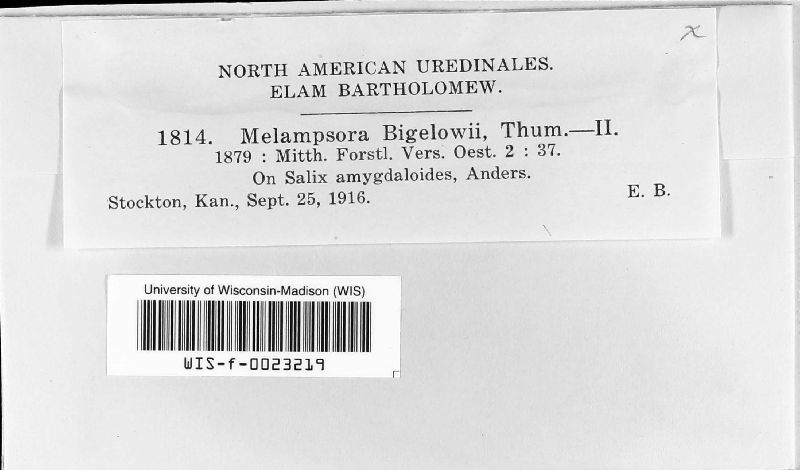 x
NORTH AMERICAN UREDINALES.
ELAM BARTHOLOMEW.
1814. Melampsora Bigelowii, Thum.—II.
1879 : Mitth. Forstl. Vers. Oest. 2 : 37.
On Salix amygdaloides, Anders.
Stockton, Kan., Sept. 25, 1916. E. B.
University of Wisconsin-Madison (WIS)
WIS-f-0023219